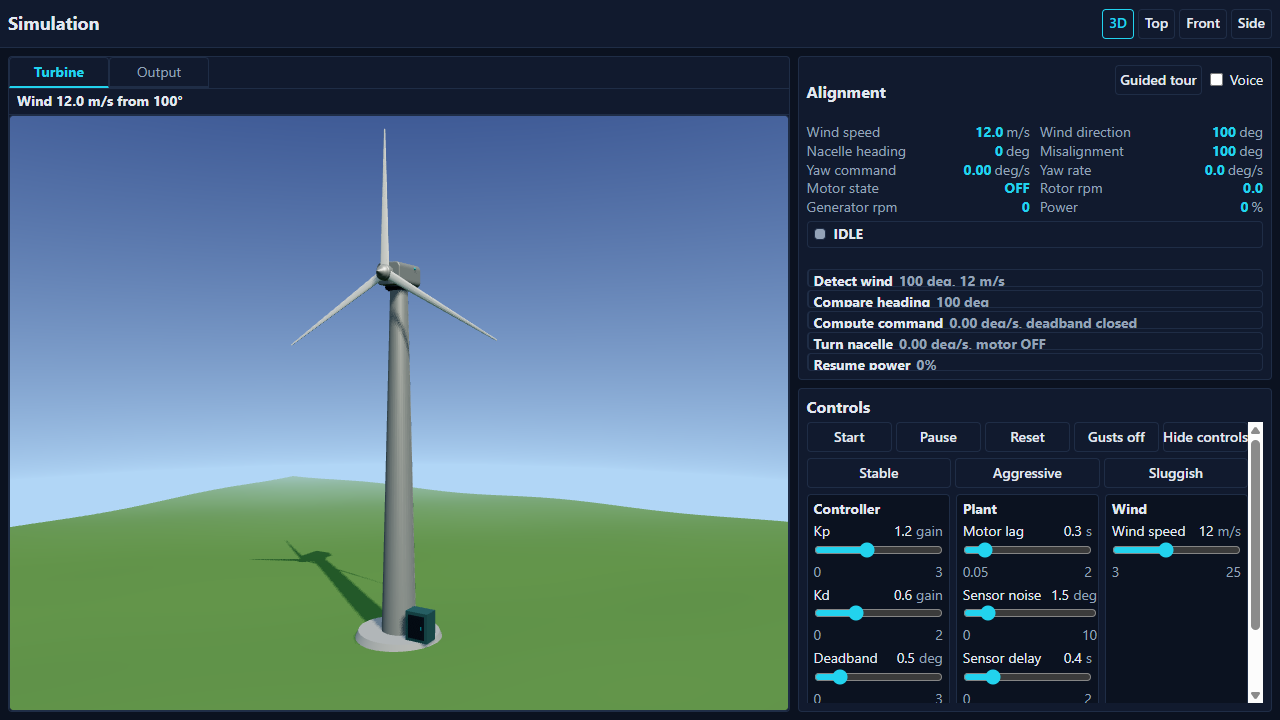 Simulation
3D Top Front Side
Turbine Output
Wind 12.0 m/s from 100°
Guided tour Voice
Alignment
Wind speed 12.0 m/s Wind direction 100 deg
Nacelle heading 0 deg Misalignment 100 deg
Yaw command 0.00 deg/s Yaw rate 0.0 deg/s
Motor state OFF Rotor rpm 0.0
Generator rpm 0 Power 0 %
IDLE
Detect wind 100 deg, 12 m/s
Compare heading 100 deg
Compute command 0.00 deg/s, deadband closed
Turn nacelle 0.00 deg/s, motor OFF
Resume power 0%
Controls
Start Pause Reset Gusts off Hide controls
Stable Aggressive Sluggish
Controller Plant Wind
Kp 1.2 gain Motor lag 0.3 s Wind speed 12 m/s
0 3 0.05 2 3 25
Kd 0.6 gain Sensor noise 1.5 deg
0 2 0 10
Deadband 0.5 deg Sensor delay 0.4 s
0 3 0 2